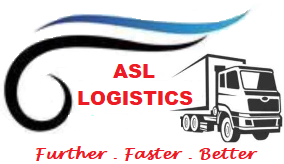 ASL
LOGISTICS
Further . Faster . Better